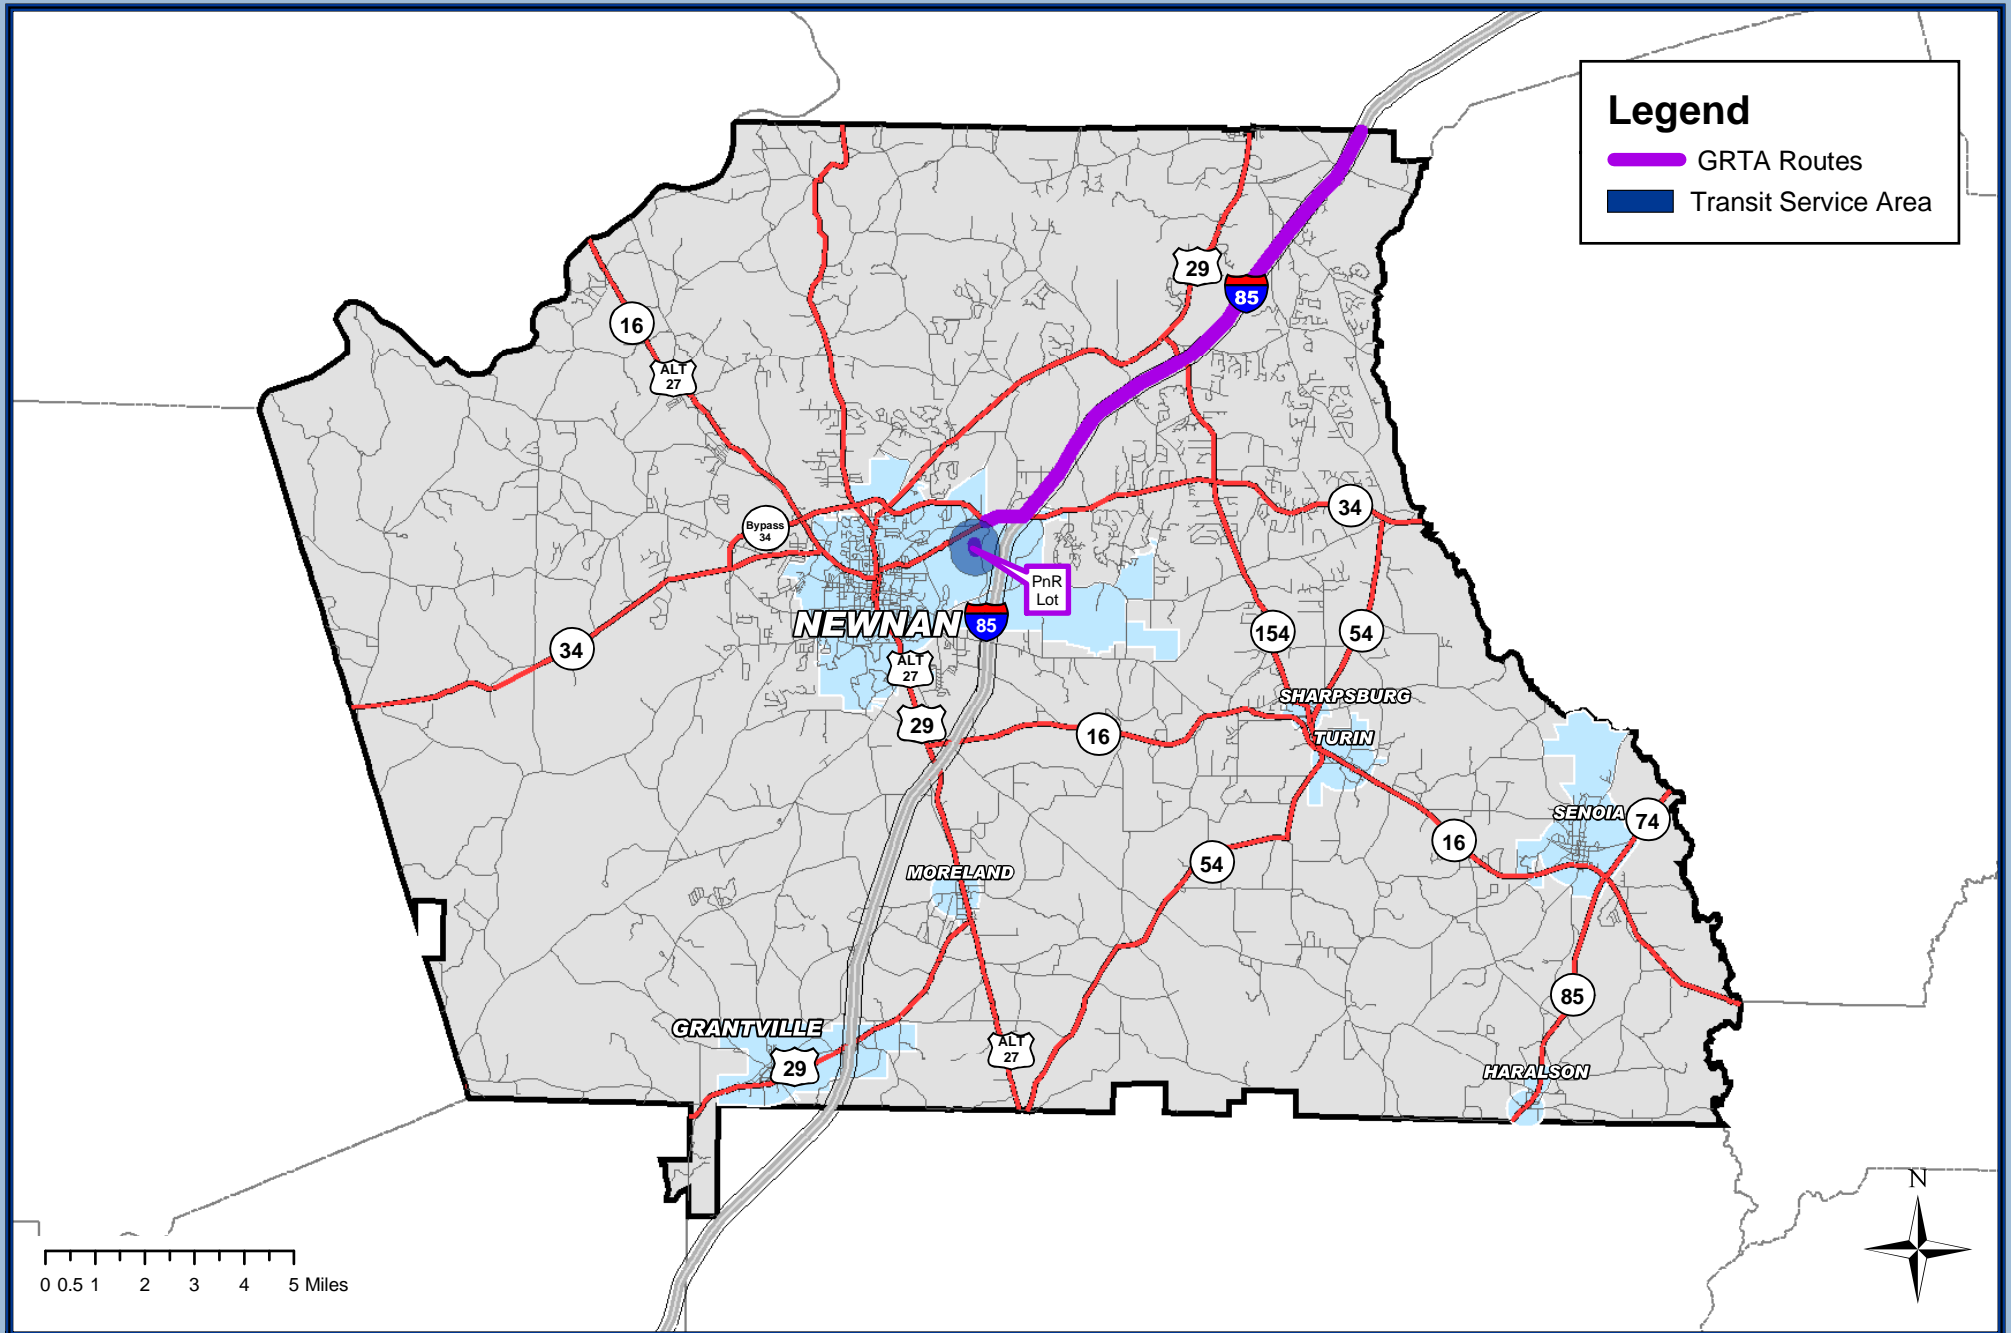 Legend
GRTA Routes
Transit Service Area
29
85
16
ALT
27
34
Bypass
34
PnR
Lot
NEWNAN
85
154
54
34
ALT
27
SHARPSBURG
29
16
TURIN
SENOIA
74
16
54
MORELAND
85
GRANTVILLE
ALT
27
29
HARALSON
N
0 0.5 1 2 3 4 5 Miles